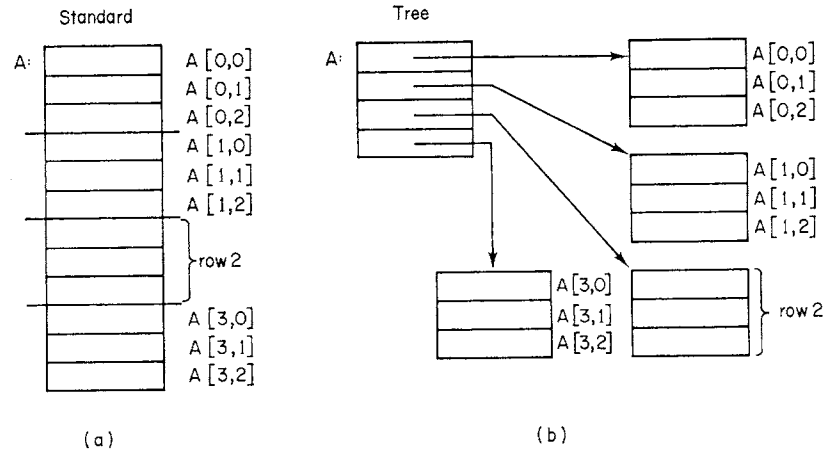 Standard
A:
A[0,0]
A[0,1]
A[0,2]
A[1,0]
A[1,1]
A[1,2]
row 2
A[3,0]
A[3,1]
A[3,2]
(a)
Tree
A:
A[0,0]
A[0,1]
A[0,2]
A[1,0]
A[1,1]
A[1,2]
A[3,0]
A[3,1]
A[3,2]
row 2
(b)